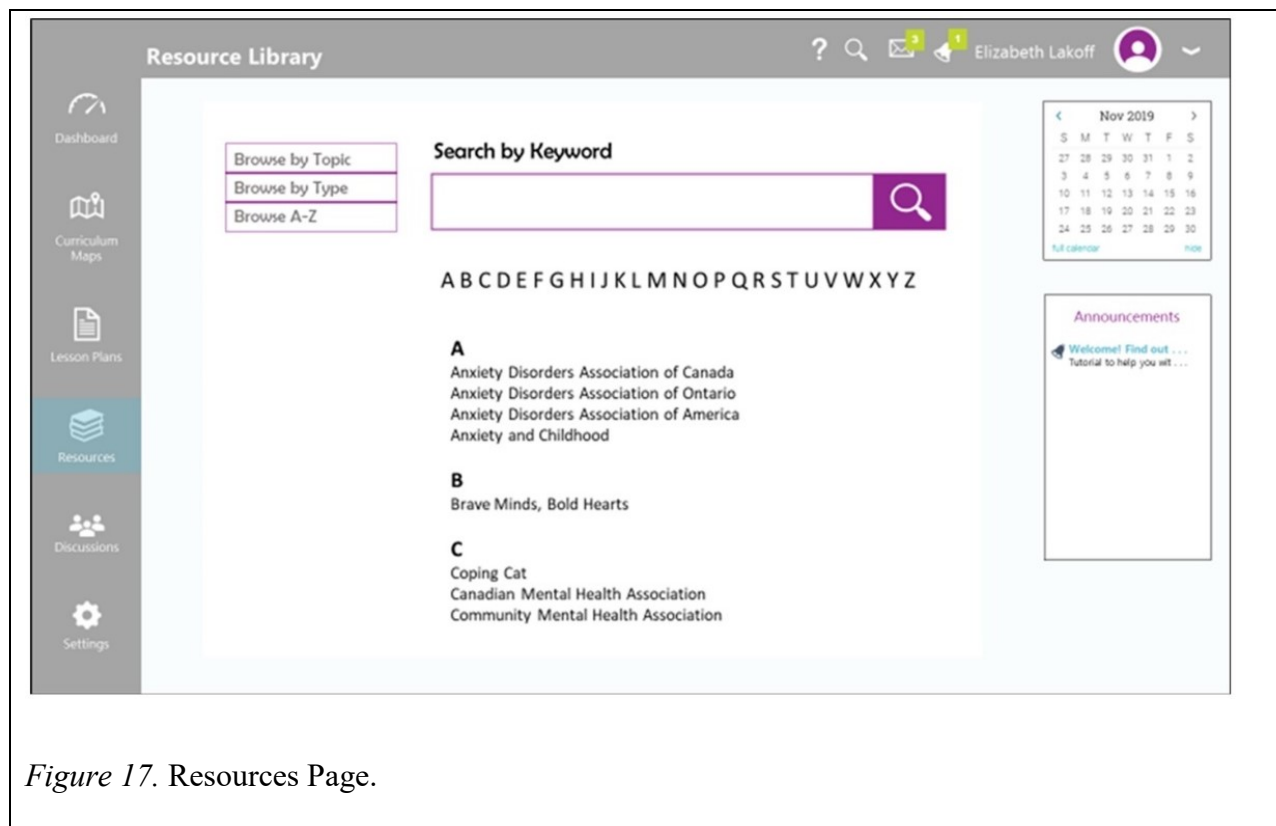 Resource Library
? 3 1 Elizabeth Lakoff
Dashboard
Curriculum
Maps
Lesson Plans
Resources
Discussions
Settings
Browse by Topic
Browse by Type
Browse A-Z
Search by Keyword
A B C D E F G H I J K L M N O P Q R S T U V W X Y Z
A
Anxiety Disorders Association of Canada
Anxiety Disorders Association of Ontario
Anxiety Disorders Association of America
Anxiety and Childhood
B
Brave Minds, Bold Hearts
C
Coping Cat
Canadian Mental Health Association
Community Mental Health Association
< Nov 2019 >
S M T W T F S
27 28 29 30 31 1 2
3 4 5 6 7 8 9
10 11 12 13 14 15 16
17 18 19 20 21 22 23
24 25 26 27 28 29 30
full calendar hide
Announcements
Welcome! Find out . . .
Tutorial to help you wit . . .
Figure 17. Resources Page.